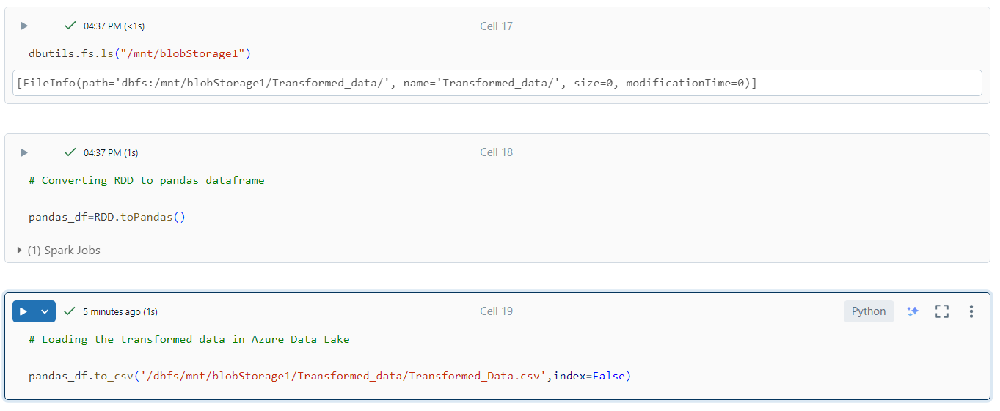 04:37 PM (<1s)
Cell 17
dbutils.fs.ls("/mnt/blobStorage1")
[FileInfo(path='dbfs:/mnt/blobStorage1/Transformed_data/', name='Transformed_data/', size=0, modificationTime=0)]
04:37 PM (1s)
Cell 18
# Converting RDD to pandas dataframe
pandas_df=RDD.toPandas()
(1) Spark Jobs
5 minutes ago (1s)
Cell 19
Python
# Loading the transformed data in Azure Data Lake
pandas_df.to_csv('/dbfs/mnt/blobStorage1/Transformed_data/Transformed_Data.csv',index=False)